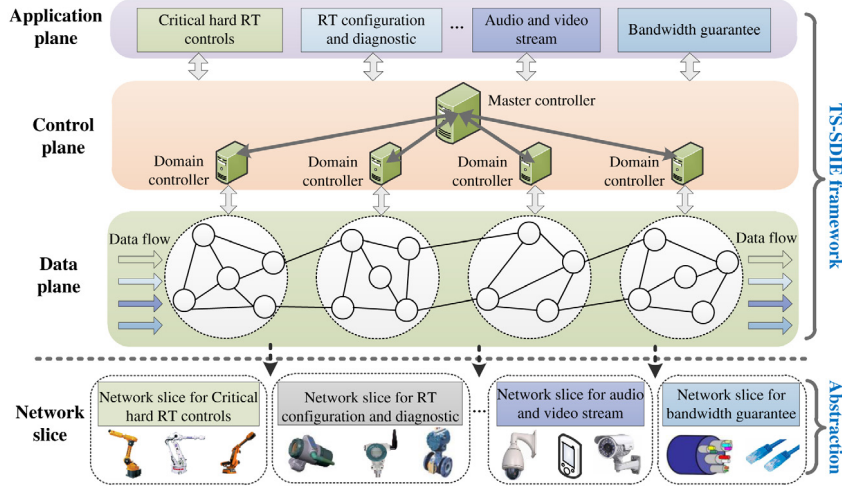 Application
plane
Critical hard RT
controls
RT configuration
and diagnostic
...
Audio and video
stream
Bandwidth guarantee
Control
plane
Master controller
Domain
controller
Domain
controller
Domain
controller
Domain
controller
TS-SDIE framework
Data
plane
Data flow
Data flow
Network
slice
Network slice for Critical
hard RT controls
Network slice for RT
configuration and diagnostic
...
Network slice for audio
and video stream
Network slice for
bandwidth guarantee
Abstraction